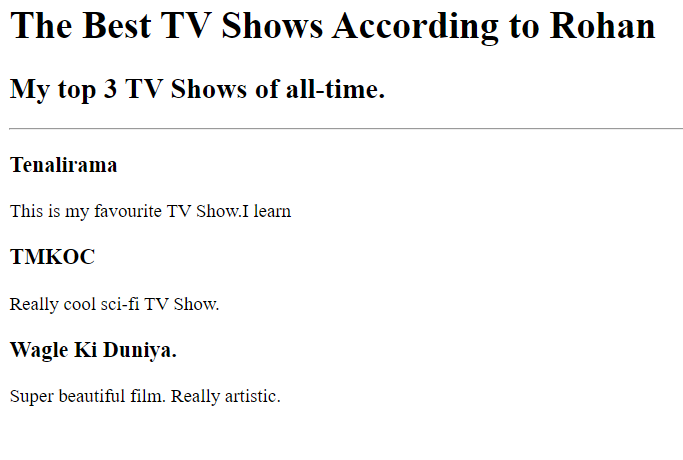 The Best TV Shows According to Rohan
My top 3 TV Shows of all-time.
Tenalirama
This is my favourite TV Show.I learn
TMKOC
Really cool sci-fi TV Show.
Wagle Ki Duniya.
Super beautiful film. Really artistic.